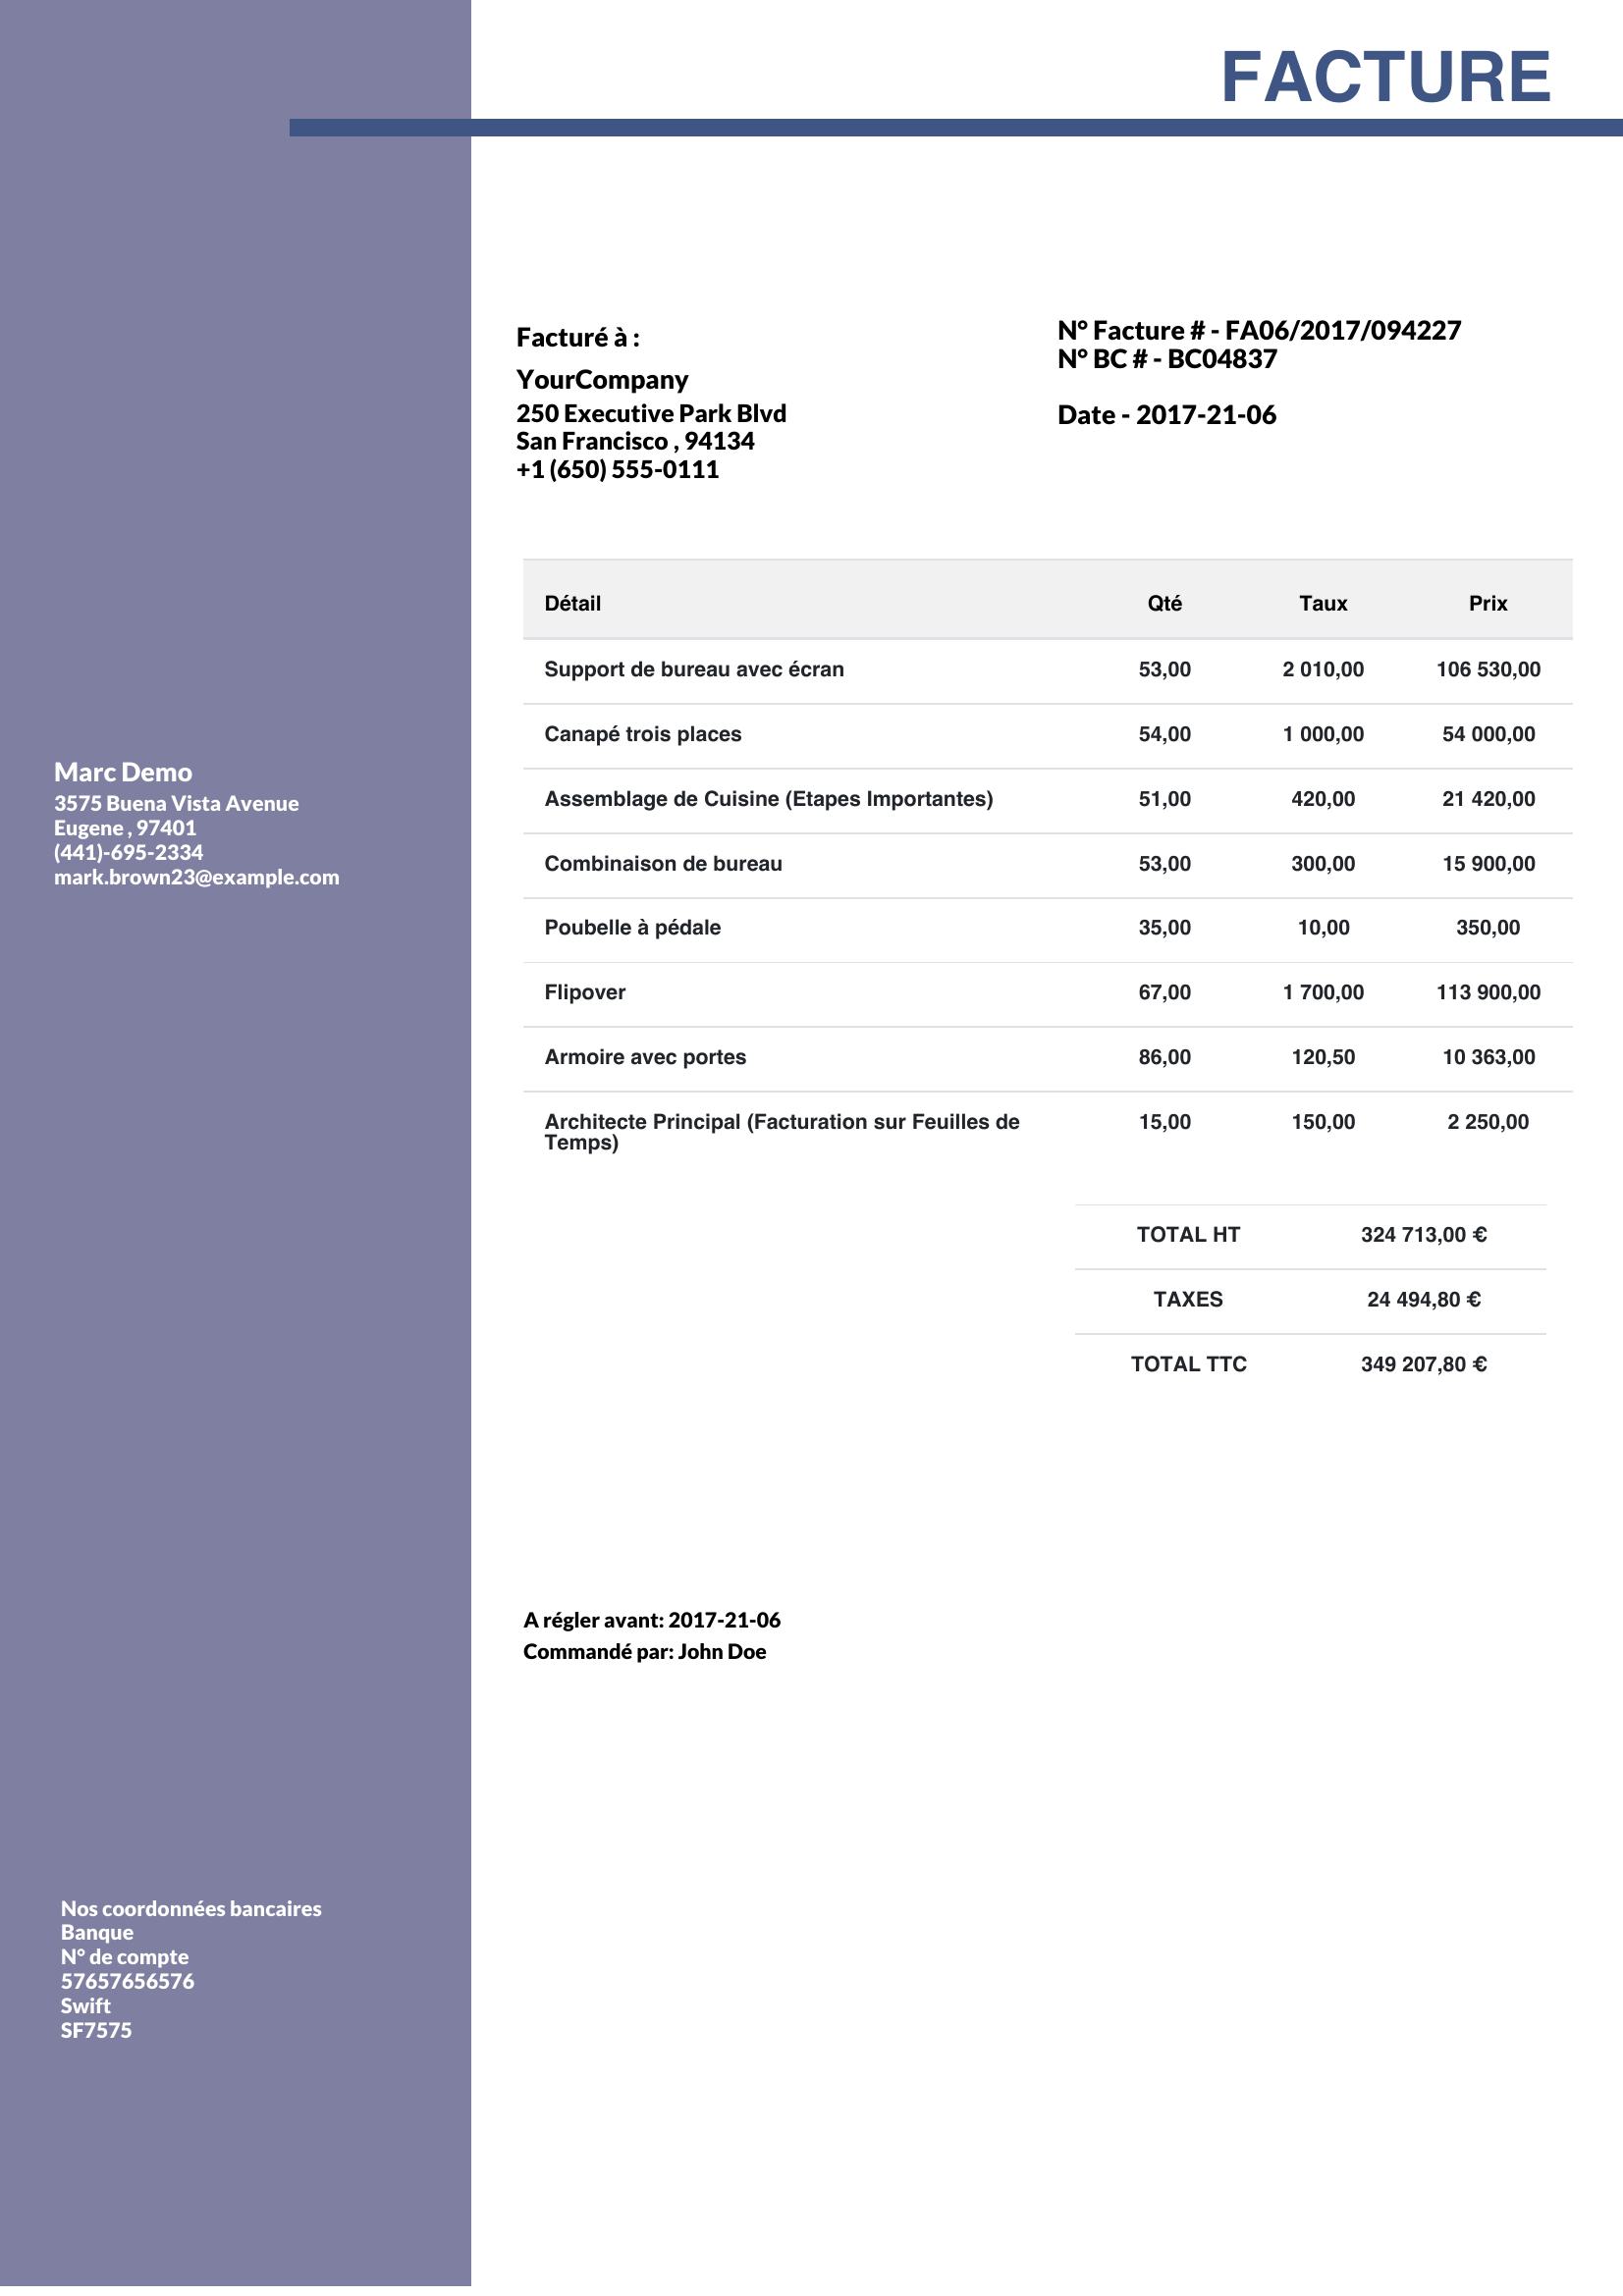 FACTURE
Facturé à :
YourCompany
250 Executive Park Blvd
San Francisco , 94134
+1 (650) 555-0111
N° Facture # - FA06/2017/094227
N° BC # - BC04837
Date - 2017-21-06
Marc Demo
3575 Buena Vista Avenue
Eugene , 97401
(441)-695-2334
mark.brown23@example.com
Détail Qté Taux Prix
Support de bureau avec écran 53,00 2 010,00 106 530,00
Canapé trois places 54,00 1 000,00 54 000,00
Assemblage de Cuisine (Etapes Importantes) 51,00 420,00 21 420,00
Combinaison de bureau 53,00 300,00 15 900,00
Poubelle à pédale 35,00 10,00 350,00
Flipover 67,00 1 700,00 113 900,00
Armoire avec portes 86,00 120,50 10 363,00
Architecte Principal (Facturation sur Feuilles de 15,00 150,00 2 250,00
Temps)
TOTAL HT 324 713,00 €
TAXES 24 494,80 €
TOTAL TTC 349 207,80 €
A régler avant: 2017-21-06
Commandé par: John Doe
Nos coordonnées bancaires
Banque
N° de compte
57657656576
Swift
SF7575